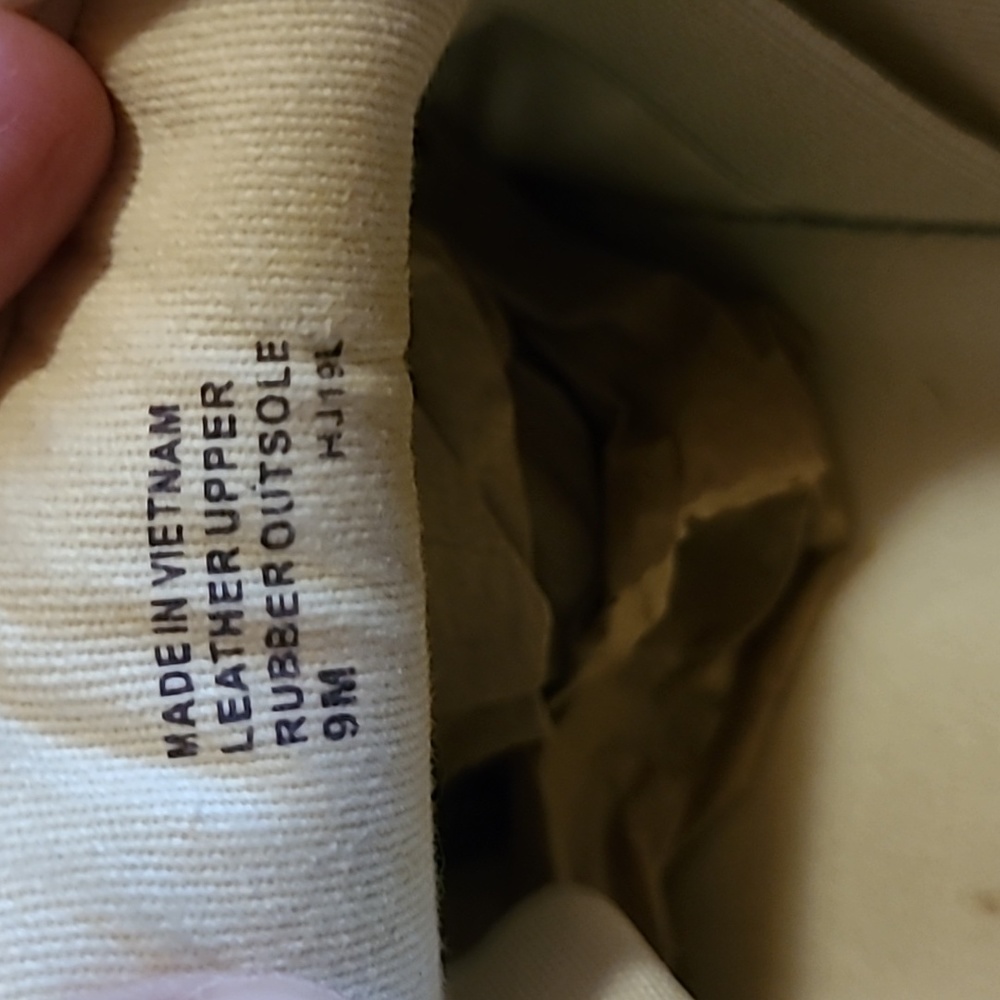 MADE IN VIETNAM
LEATHER UPPER
RUBBER OUTSOLE
9M HJ19L